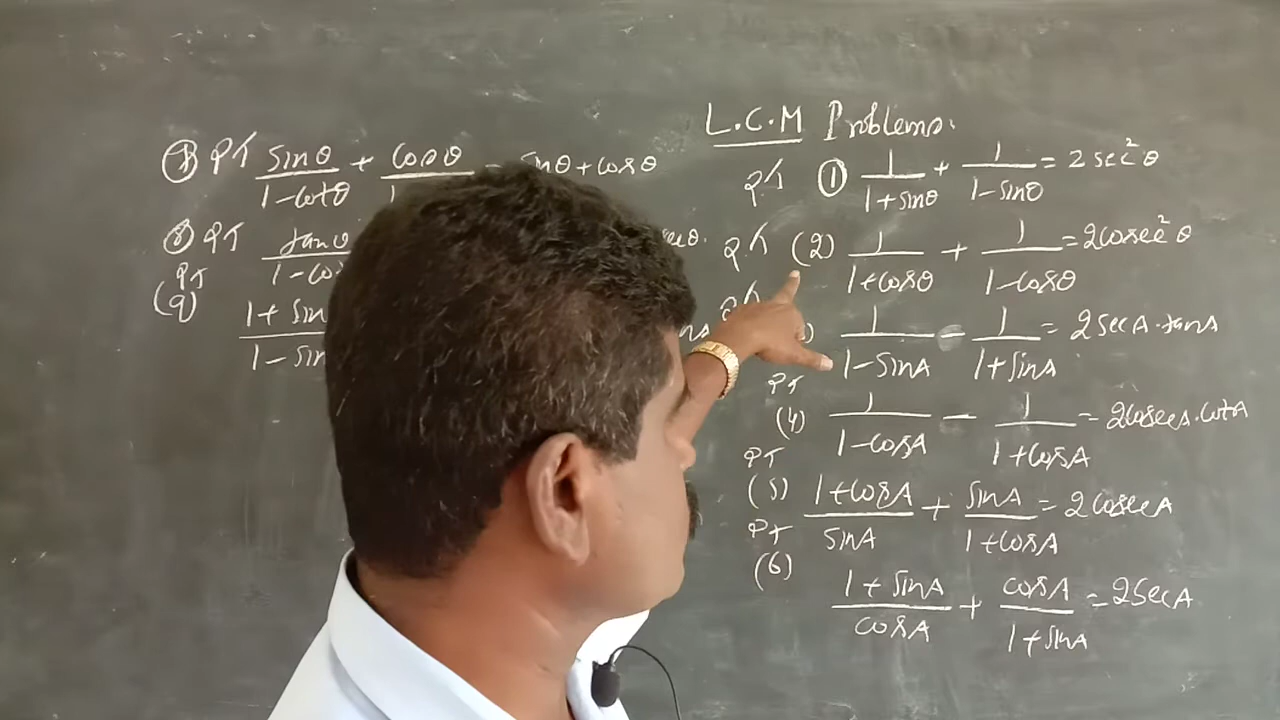 L.C.M Problems.
PT ① 1/(1+sinθ) + 1/(1-sinθ) = 2sec²θ
PT (2) 1/(1+cosθ) + 1/(1-cosθ) = 2cosec²θ
1/(1-sinA) - 1/(1+sinA) = 2secA.tanA
PT
(4) 1/(1-cosA) - 1/(1+cosA) = 2cosecA.cotA
PT
(5) (1+cosA)/sinA + sinA/(1+cosA) = 2cosecA
PT
(6) (1+sinA)/cosA + cosA/(1+sinA) = 2secA
⑦ PT sinθ/(1-cotθ) + cosθ/1 sinθ+cosθ
⑧ PT tanθ/1-co
PT
(9) 1+sin/1-sin